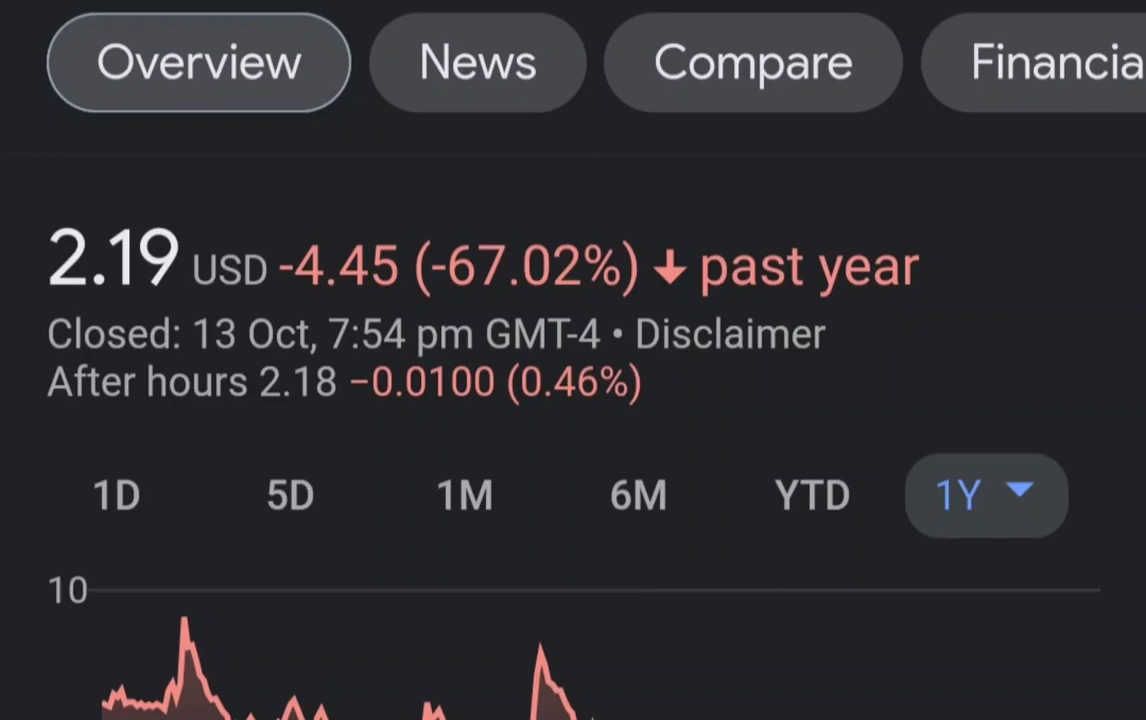 Overview News Compare Financia
2.19 USD -4.45 (-67.02%) ↓ past year
Closed: 13 Oct, 7:54 pm GMT-4 • Disclaimer
After hours 2.18 −0.0100 (0.46%)
1D 5D 1M 6M YTD 1Y
10